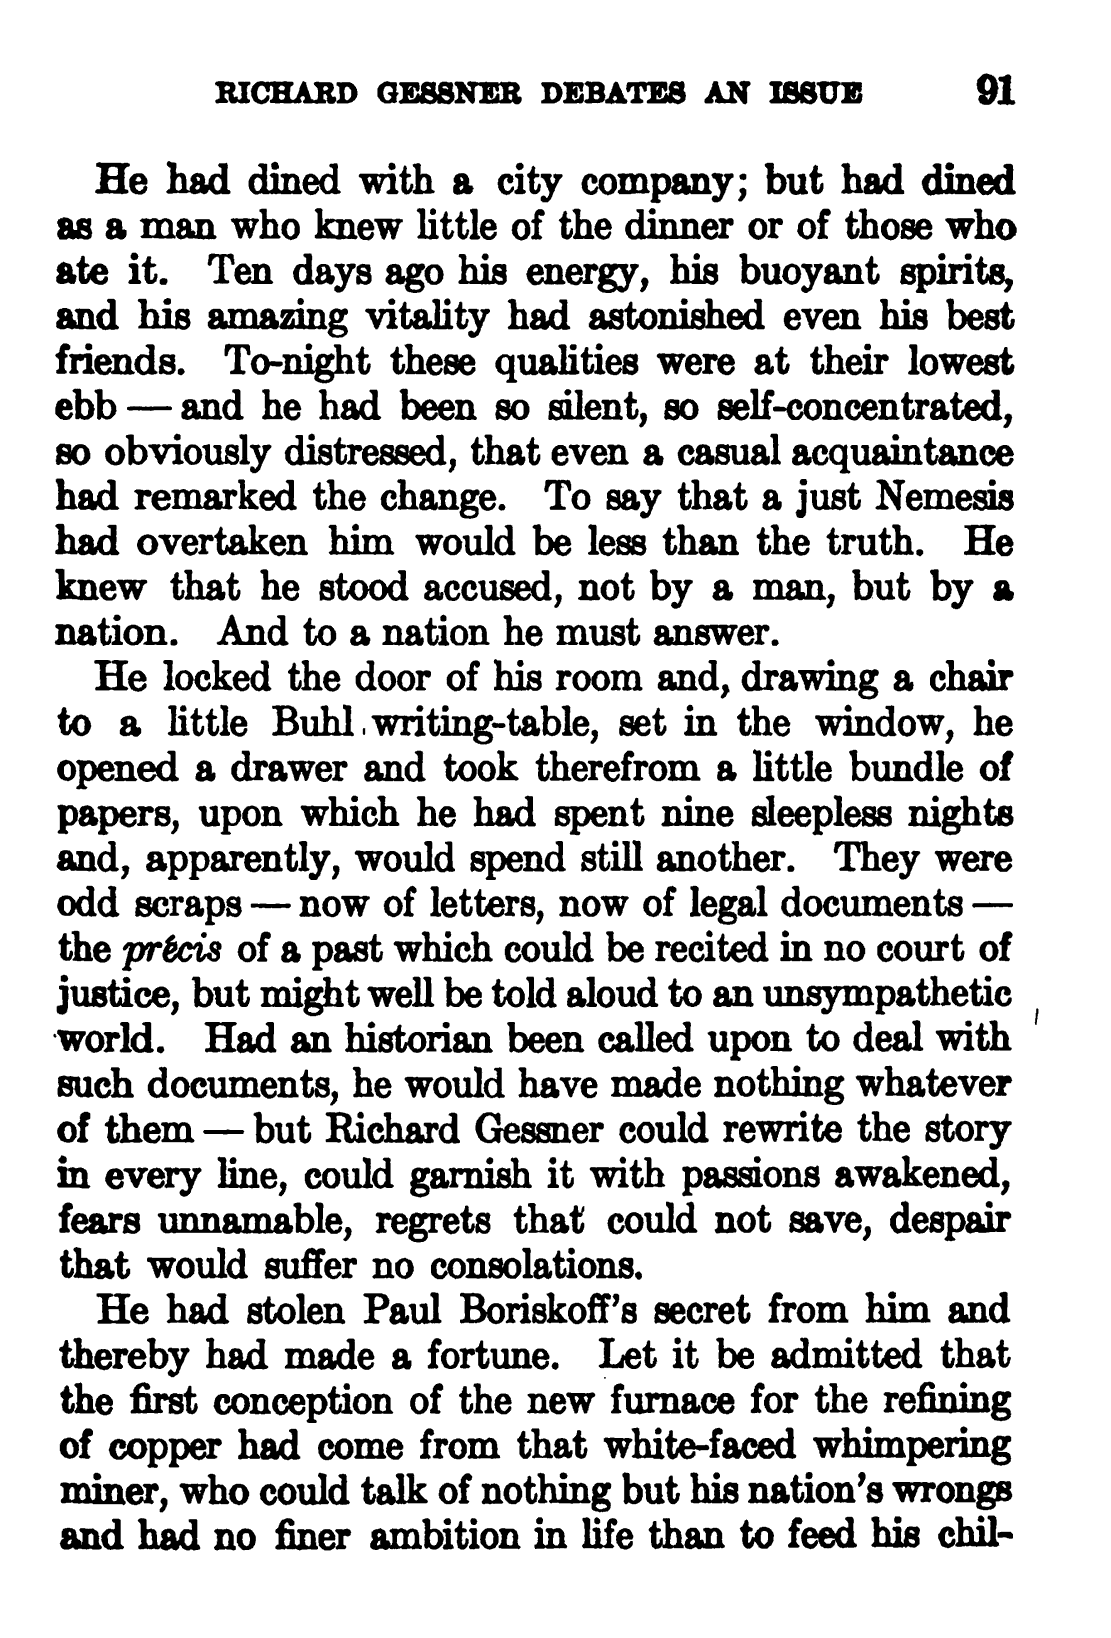 RICHARD GESSNER DEBATES AN ISSUE 91
He had dined with a city company; but had dined
as a man who knew little of the dinner or of those who
ate it. Ten days ago his energy, his buoyant spirits,
and his amazing vitality had astonished even his best
friends. To-night these qualities were at their lowest
ebb — and he had been so silent, so self-concentrated,
so obviously distressed, that even a casual acquaintance
had remarked the change. To say that a just Nemesis
had overtaken him would be less than the truth. He
knew that he stood accused, not by a man, but by a
nation. And to a nation he must answer.
He locked the door of his room and, drawing a chair
to a little Buhl writing-table, set in the window, he
opened a drawer and took therefrom a little bundle of
papers, upon which he had spent nine sleepless nights
and, apparently, would spend still another. They were
odd scraps — now of letters, now of legal documents —
the précis of a past which could be recited in no court of
justice, but might well be told aloud to an unsympathetic
world. Had an historian been called upon to deal with
such documents, he would have made nothing whatever
of them — but Richard Gessner could rewrite the story
in every line, could garnish it with passions awakened,
fears unnamable, regrets that could not save, despair
that would suffer no consolations.
He had stolen Paul Boriskoff's secret from him and
thereby had made a fortune. Let it be admitted that
the first conception of the new furnace for the refining
of copper had come from that white-faced whimpering
miner, who could talk of nothing but his nation's wrongs
and had no finer ambition in life than to feed his chil-